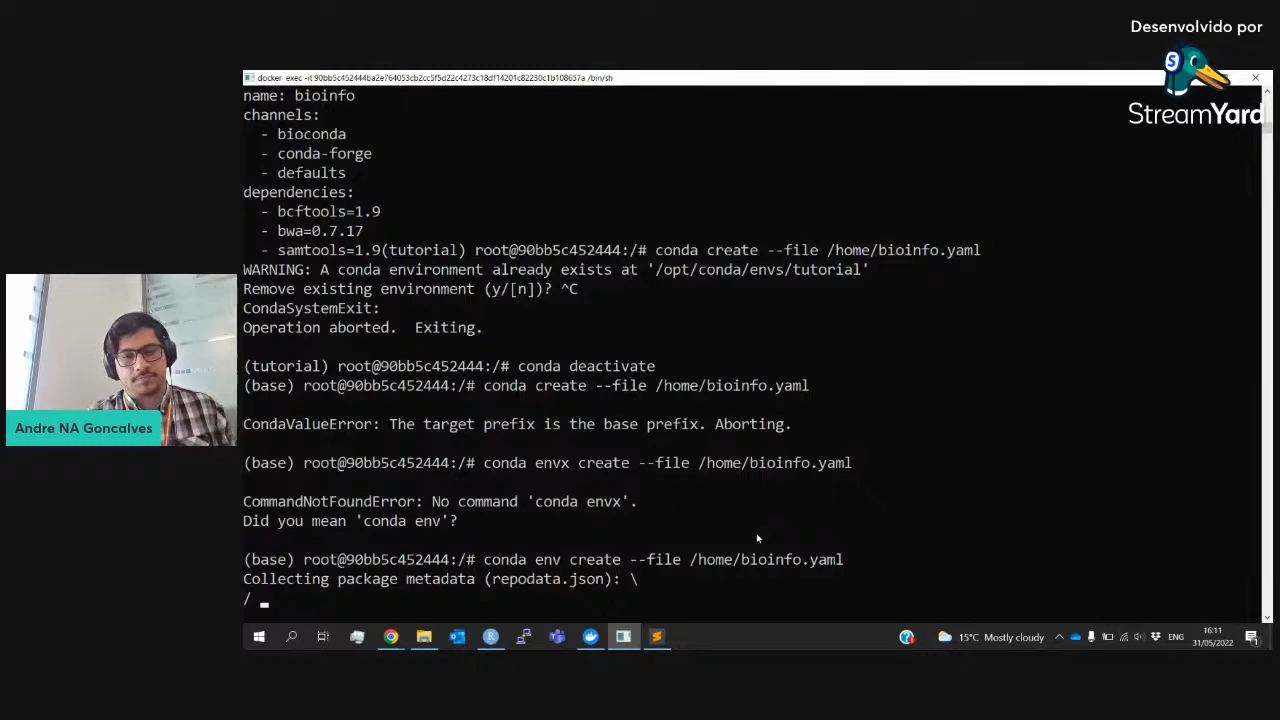 Desenvolvido por
StreamYard
docker exec -it 90bb5c452444ba2e764053cb2cc5f5d22c4273c18df14201c82230c1b108657a /bin/sh
name: bioinfo
channels:
- bioconda
- conda-forge
- defaults
dependencies:
- bcftools=1.9
- bwa=0.7.17
- samtools=1.9(tutorial) root@90bb5c452444:/# conda create --file /home/bioinfo.yaml
WARNING: A conda environment already exists at '/opt/conda/envs/tutorial'
Remove existing environment (y/[n])? ^C
CondaSystemExit:
Operation aborted.  Exiting.
(tutorial) root@90bb5c452444:/# conda deactivate
(base) root@90bb5c452444:/# conda create --file /home/bioinfo.yaml
CondaValueError: The target prefix is the base prefix. Aborting.
(base) root@90bb5c452444:/# conda envx create --file /home/bioinfo.yaml
CommandNotFoundError: No command 'conda envx'.
Did you mean 'conda env'?
(base) root@90bb5c452444:/# conda env create --file /home/bioinfo.yaml
Collecting package metadata (repodata.json): \
/
Andre NA Goncalves
15°C Mostly cloudy
ENG
16:11
31/05/2022